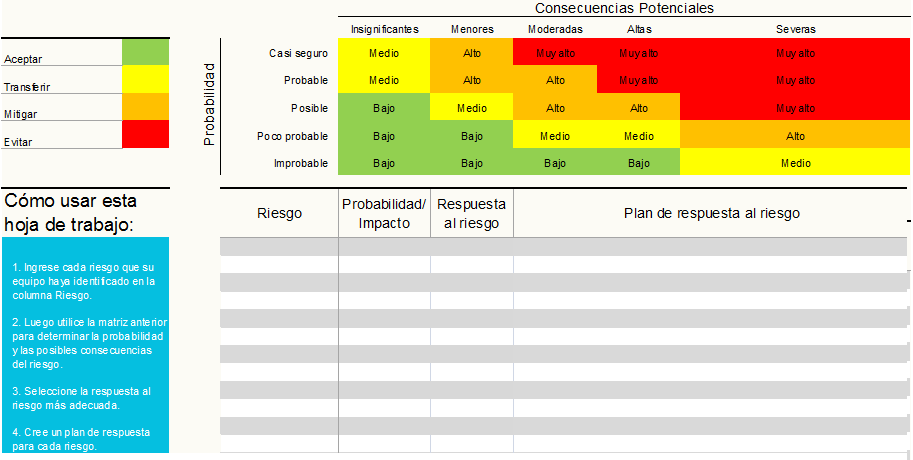 Consecuencias Potenciales
Insignificantes Menores Moderadas Altas Severas
Aceptar
Transferir
Mitigar
Evitar
Probabilidad
Casi seguro Medio Alto Muy alto Muy alto Muy alto
Probable Medio Alto Alto Muy alto Muy alto
Posible Bajo Medio Alto Alto Muy alto
Poco probable Bajo Bajo Medio Medio Alto
Improbable Bajo Bajo Bajo Bajo Medio
Cómo usar esta
hoja de trabajo:
1. Ingrese cada riesgo que su
equipo haya identificado en la
columna Riesgo.
2. Luego utilice la matriz anterior
para determinar la probabilidad
y las posibles consecuencias
del riesgo.
3. Seleccione la respuesta al
riesgo más adecuada.
4. Cree un plan de respuesta
para cada riesgo.
Riesgo
Probabilidad/
Impacto
Respuesta
al riesgo
Plan de respuesta al riesgo